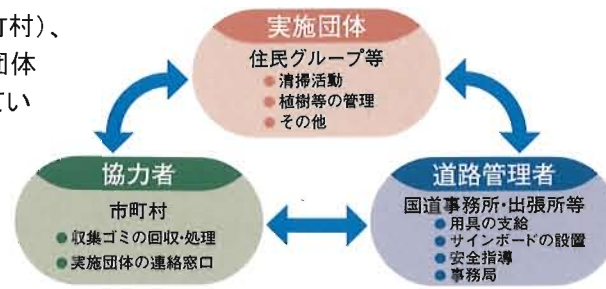 町村)、
団体
てい
実施団体
住民グループ等
● 清掃活動
● 植樹等の管理
● その他
協力者
市町村
● 収集ゴミの回収・処理
● 実施団体の連絡窓口
道路管理者
国道事務所・出張所等
● 用具の支給
● サインボードの設置
● 安全指導
● 事務局